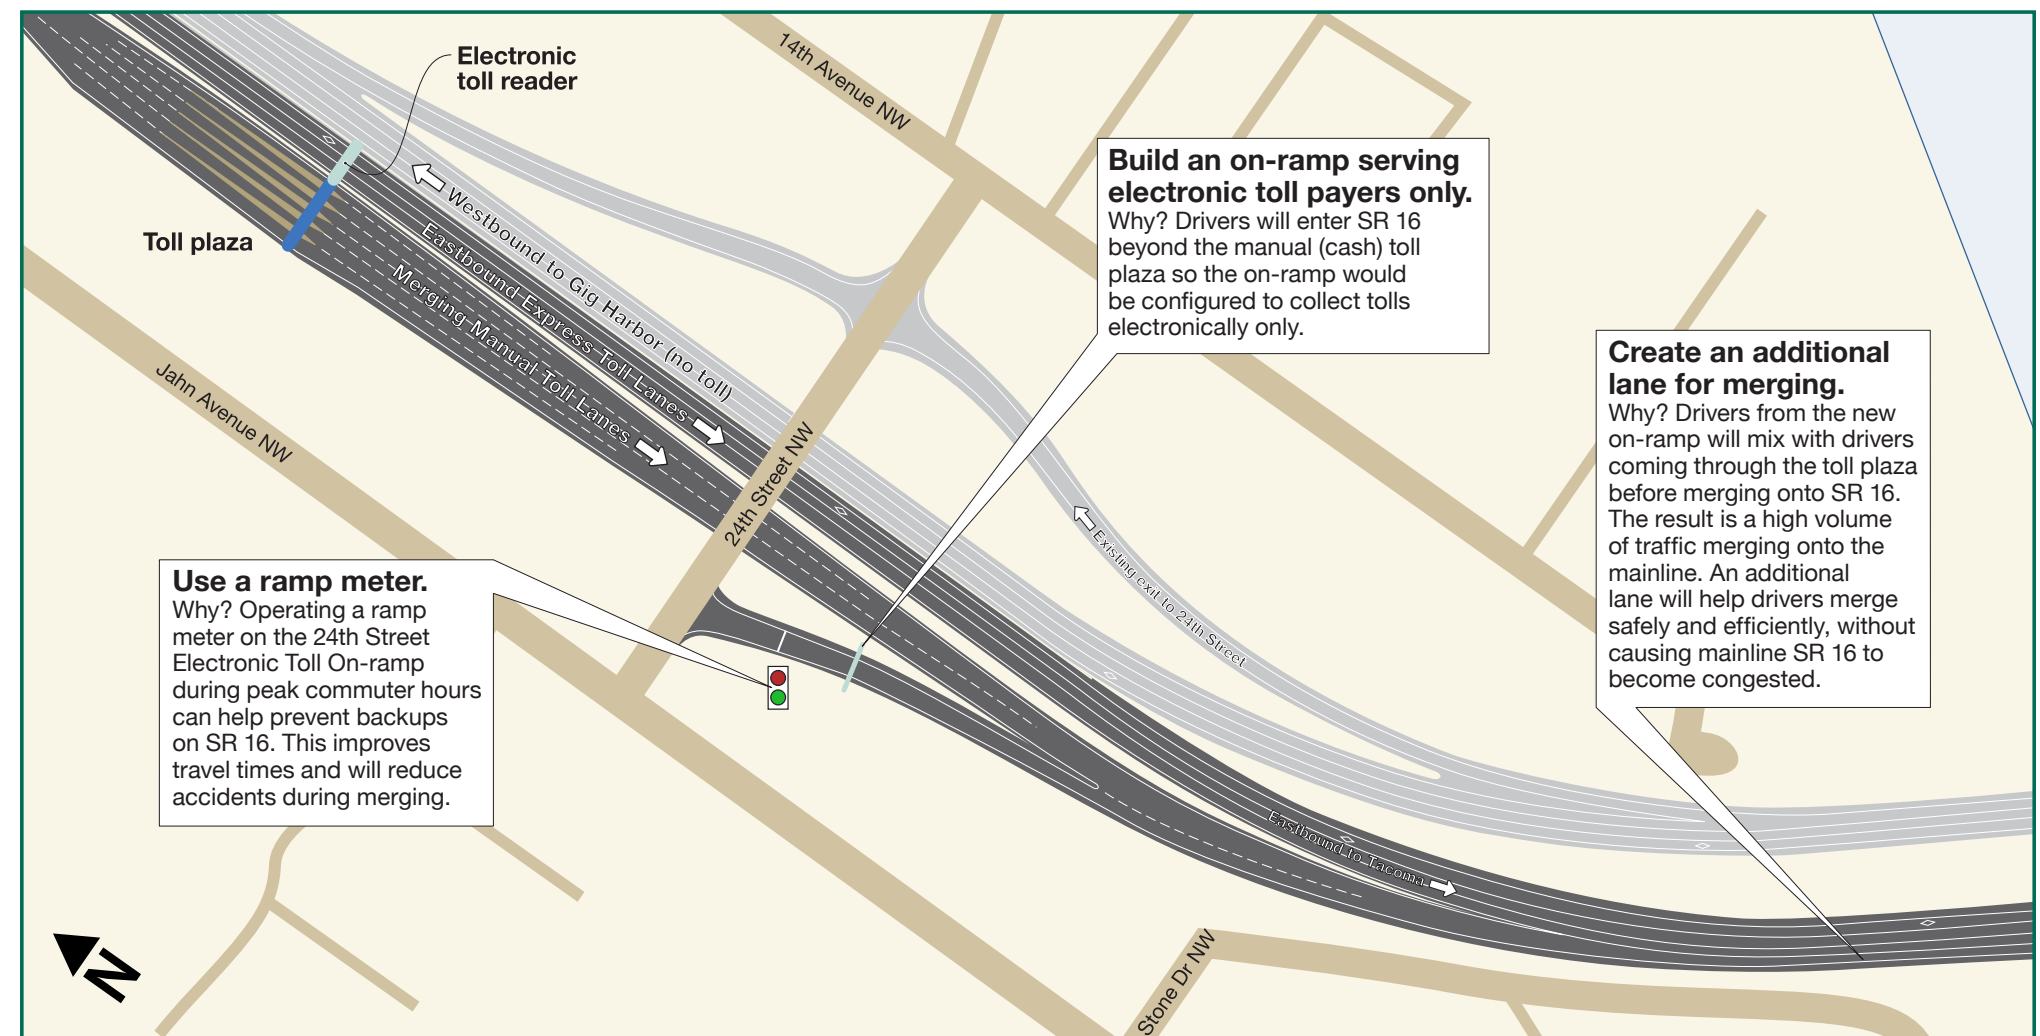 Electronic
toll reader
14th Avenue NW
Toll plaza
Westbound to Gig Harbor (no toll)
Eastbound Express Toll Lanes
Merging Manual Toll Lanes
Jahn Avenue NW
24th Street NW
Build an on-ramp serving
electronic toll payers only.
Why? Drivers will enter SR 16
beyond the manual (cash) toll
plaza so the on-ramp would
be configured to collect tolls
electronically only.
Create an additional
lane for merging.
Why? Drivers from the new
on-ramp will mix with drivers
coming through the toll plaza
before merging onto SR 16.
The result is a high volume
of traffic merging onto the
mainline. An additional
lane will help drivers merge
safely and efficiently, without
causing mainline SR 16 to
become congested.
Existing exit to 24th Street
Use a ramp meter.
Why? Operating a ramp
meter on the 24th Street
Electronic Toll On-ramp
during peak commuter hours
can help prevent backups
on SR 16. This improves
travel times and will reduce
accidents during merging.
Eastbound to Tacoma
Stone Dr NW
N